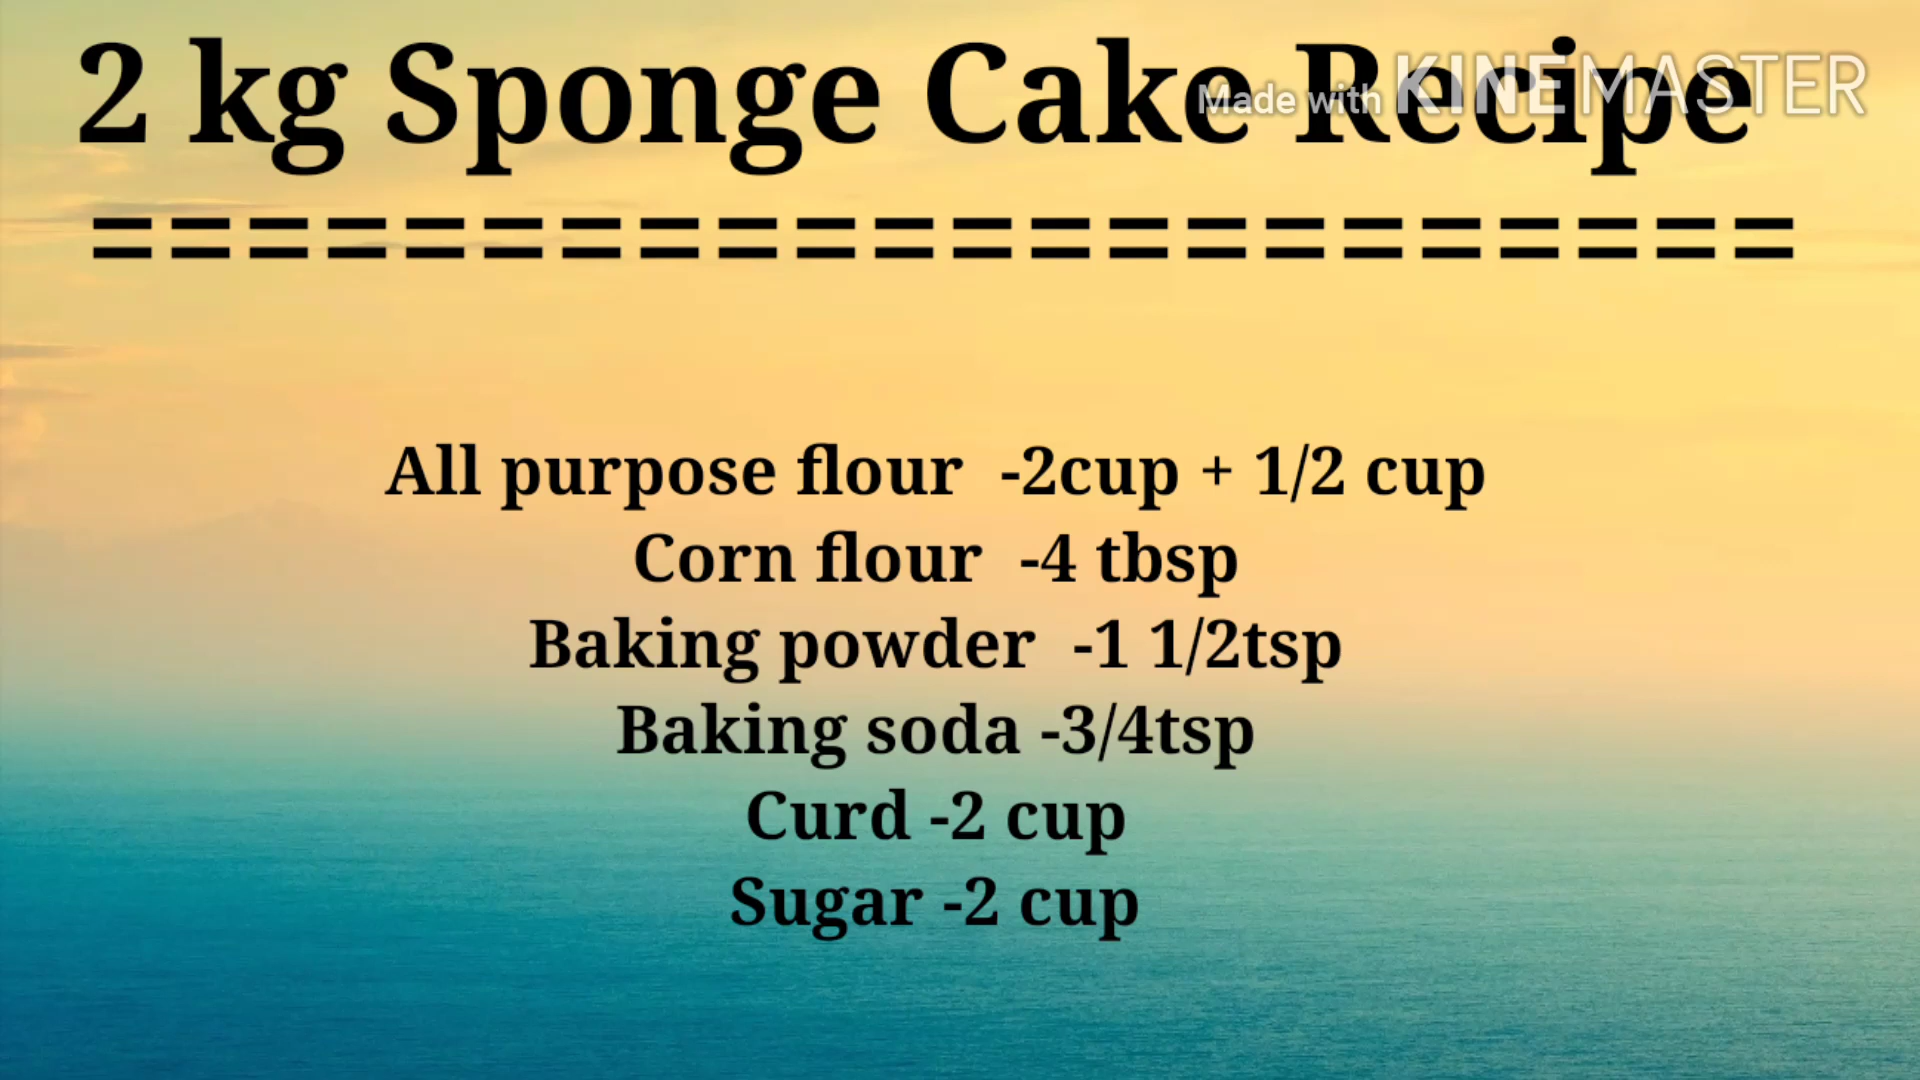 2 kg Sponge Cake Recipe
Made with KINEMASTER
======================
All purpose flour  -2cup + 1/2 cup
Corn flour  -4 tbsp
Baking powder  -1 1/2tsp
Baking soda -3/4tsp
Curd -2 cup
Sugar -2 cup